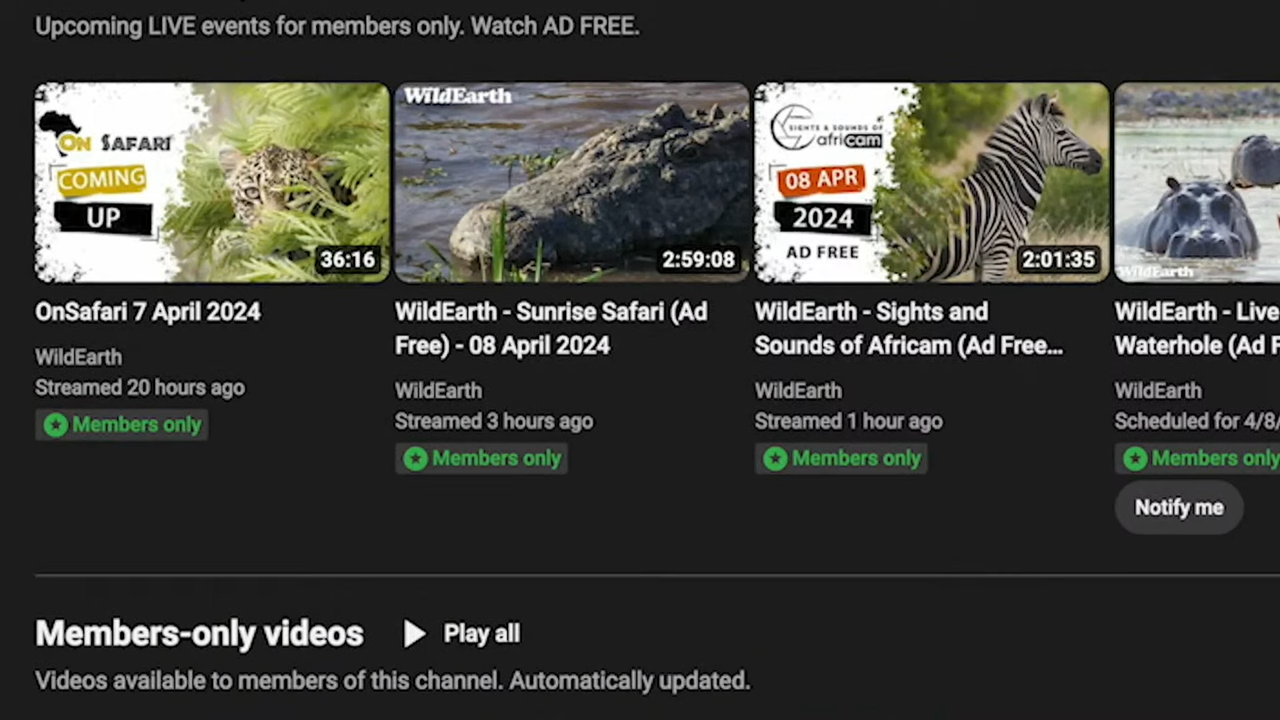 Upcoming LIVE events for members only. Watch AD FREE.
ON SAFARI
COMING
UP
36:16
WildEarth
2:59:08
SIGHTS & SOUNDS OF
africam
08 APR
2024
AD FREE
2:01:35
WildEarth
OnSafari 7 April 2024
WildEarth
Streamed 20 hours ago
Members only
WildEarth - Sunrise Safari (Ad
Free) - 08 April 2024
WildEarth
Streamed 3 hours ago
Members only
WildEarth - Sights and
Sounds of Africam (Ad Free...
WildEarth
Streamed 1 hour ago
Members only
WildEarth - Live
Waterhole (Ad F
WildEarth
Scheduled for 4/8/
Members only
Notify me
Members-only videos
Play all
Videos available to members of this channel. Automatically updated.